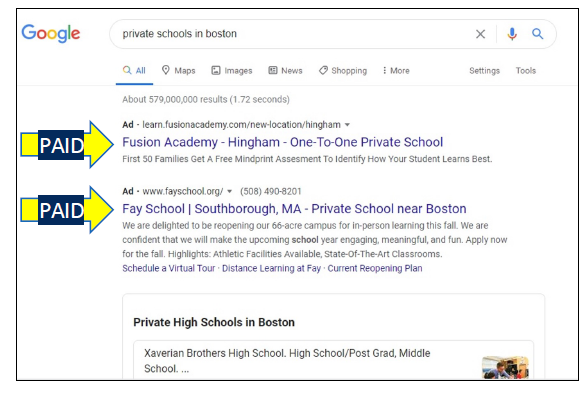 Google
private schools in boston
All Maps Images News Shopping More Settings Tools
About 579,000,000 results (1.72 seconds)
Ad · learn.fusionacademy.com/new-location/hingham
PAID
Fusion Academy - Hingham - One-To-One Private School
First 50 Families Get A Free Mindprint Assesment To Identify How Your Student Learns Best.
Ad · www.fayschool.org/ (508) 490-8201
PAID
Fay School | Southborough, MA - Private School near Boston
We are delighted to be reopening our 66-acre campus for in-person learning this fall. We are
confident that we will make the upcoming school year engaging, meaningful, and fun. Apply now
for the fall. Highlights: Athletic Facilities Available, State-Of-The-Art Classrooms.
Schedule a Virtual Tour · Distance Learning at Fay · Current Reopening Plan
Private High Schools in Boston
Xaverian Brothers High School. High School/Post Grad, Middle
School. ...